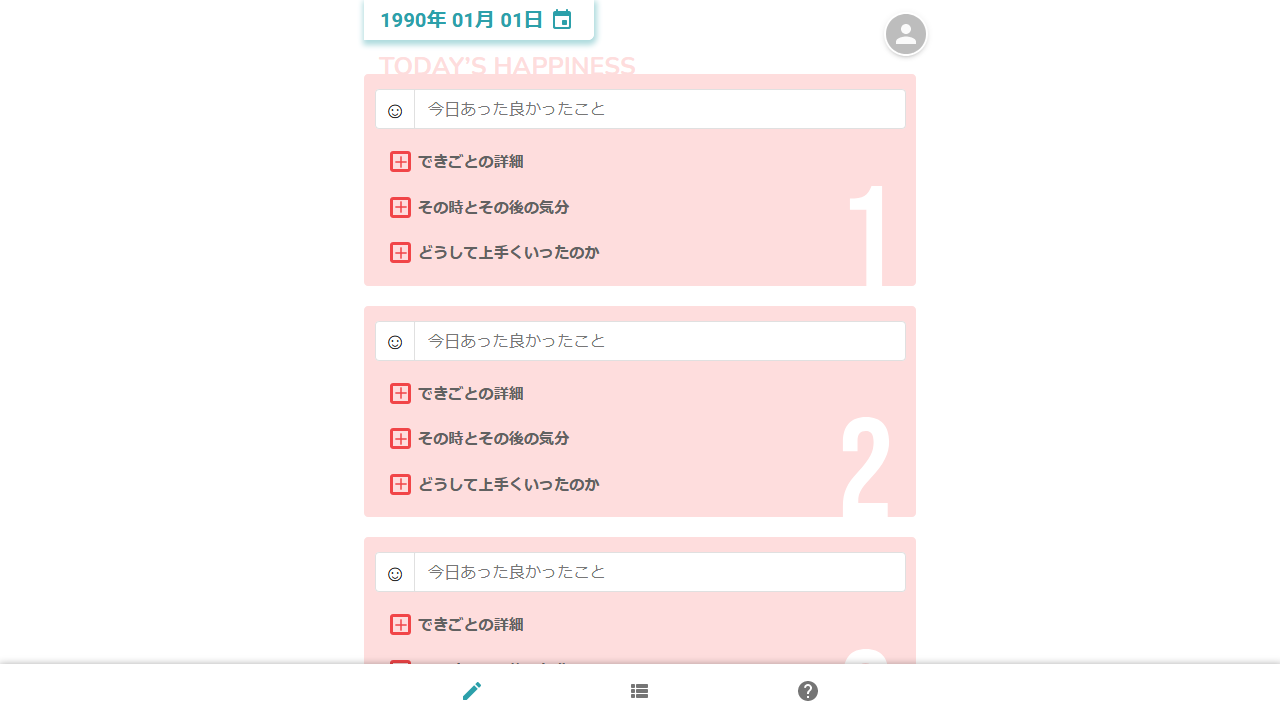 1990年 01月 01日
TODAY'S HAPPINESS
今日あった良かったこと
できごとの詳細
その時とその後の気分
どうして上手くいったのか
1
今日あった良かったこと
できごとの詳細
その時とその後の気分
どうして上手くいったのか
2
今日あった良かったこと
できごとの詳細